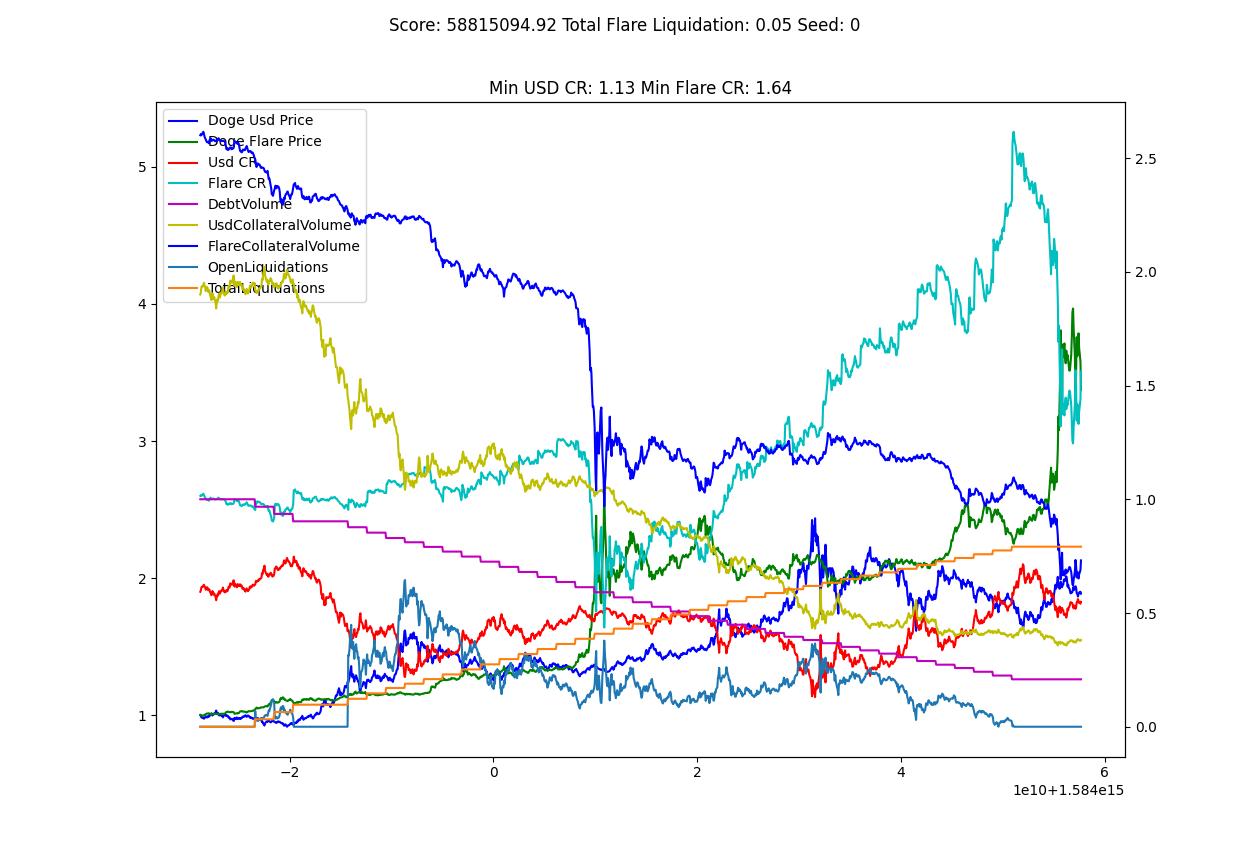 Score: 58815094.92 Total Flare Liquidation: 0.05 Seed: 0
Min USD CR: 1.13 Min Flare CR: 1.64
Doge Usd Price
Doge Flare Price
Usd CR
Flare CR
DebtVolume
UsdCollateralVolume
FlareCollateralVolume
OpenLiquidations
TotalLiquidations
5
4
3
2
1
2.5
2.0
1.5
1.0
0.5
0.0
−2 0 2 4 6
1e10+1.584e15